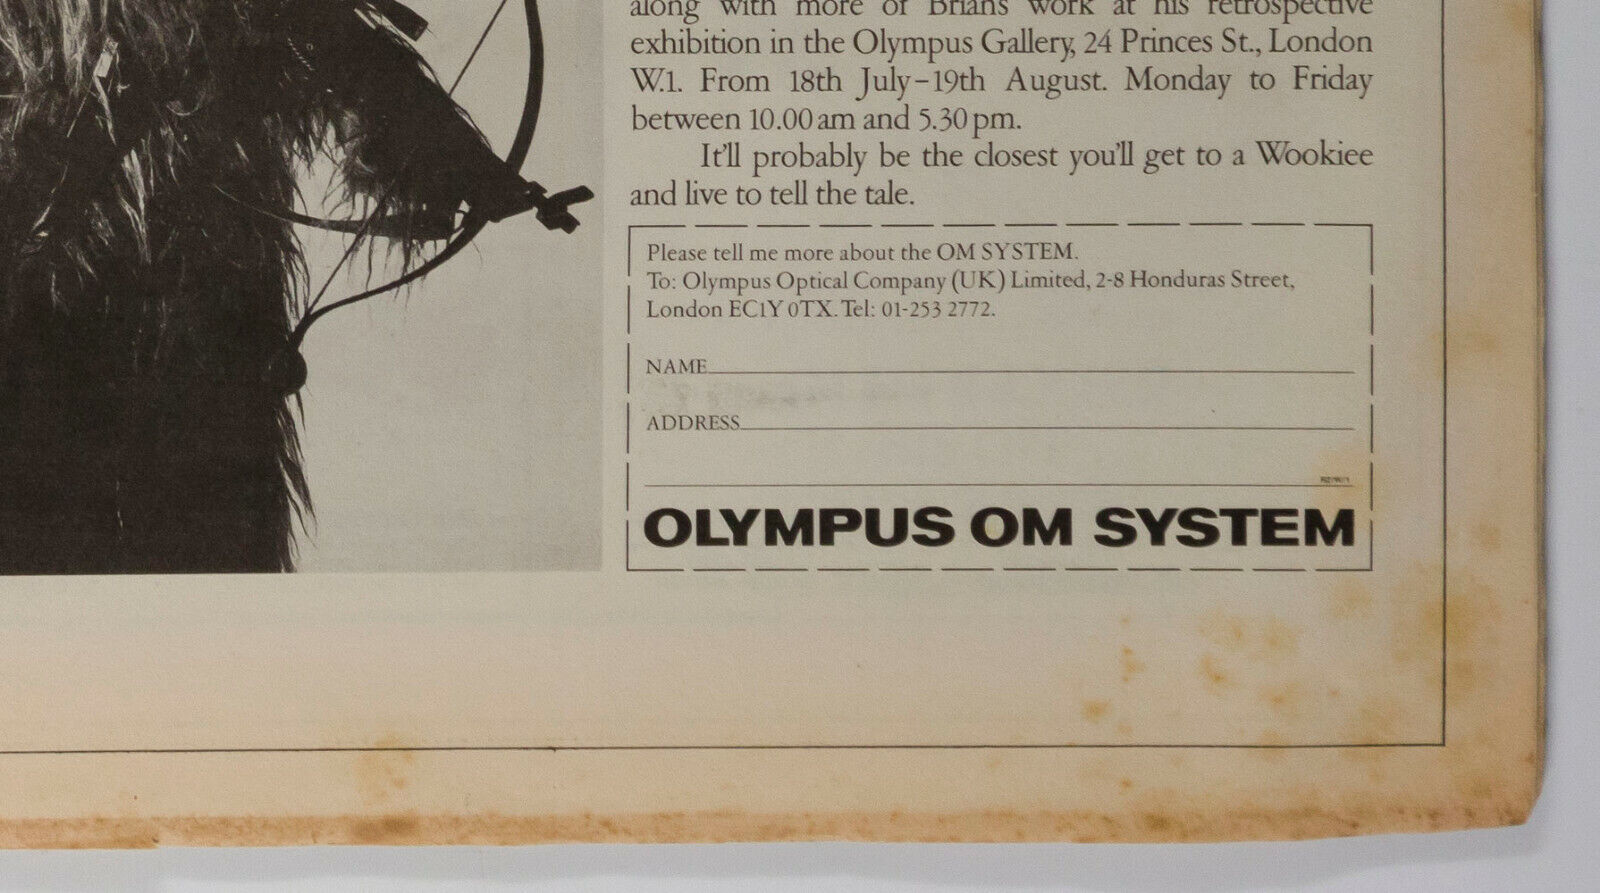 along with more of Brian's work at his retrospective
exhibition in the Olympus Gallery, 24 Princes St., London
W.1. From 18th July–19th August. Monday to Friday
between 10.00 am and 5.30 pm.
It'll probably be the closest you'll get to a Wookiee
and live to tell the tale.
Please tell me more about the OM SYSTEM.
To: Olympus Optical Company (UK) Limited, 2-8 Honduras Street,
London EC1Y 0TX. Tel: 01-253 2772.
NAME
ADDRESS
OLYMPUS OM SYSTEM